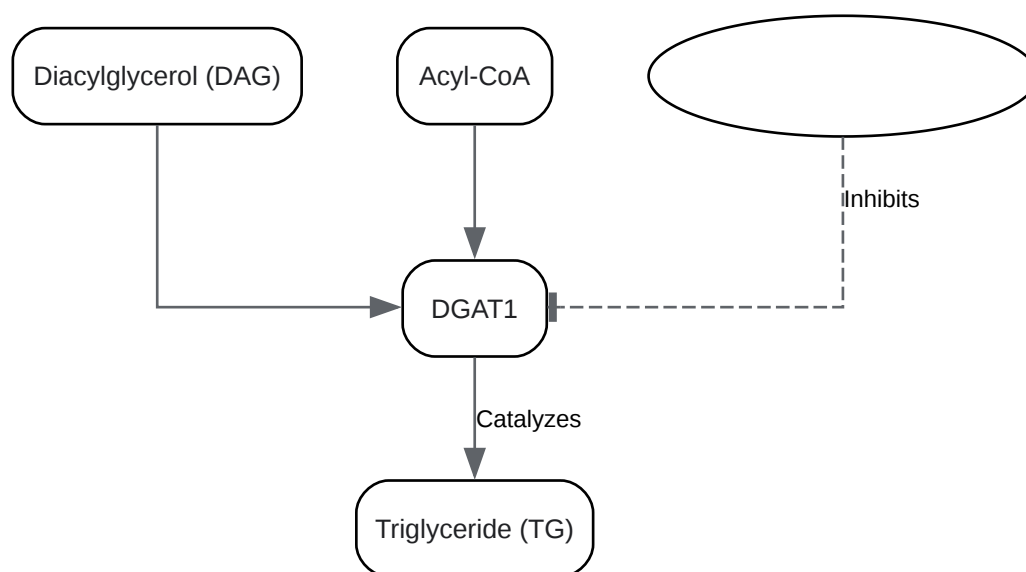 Diacylglycerol (DAG)
Acyl-CoA
Inhibits
DGAT1
Catalyzes
Triglyceride (TG)